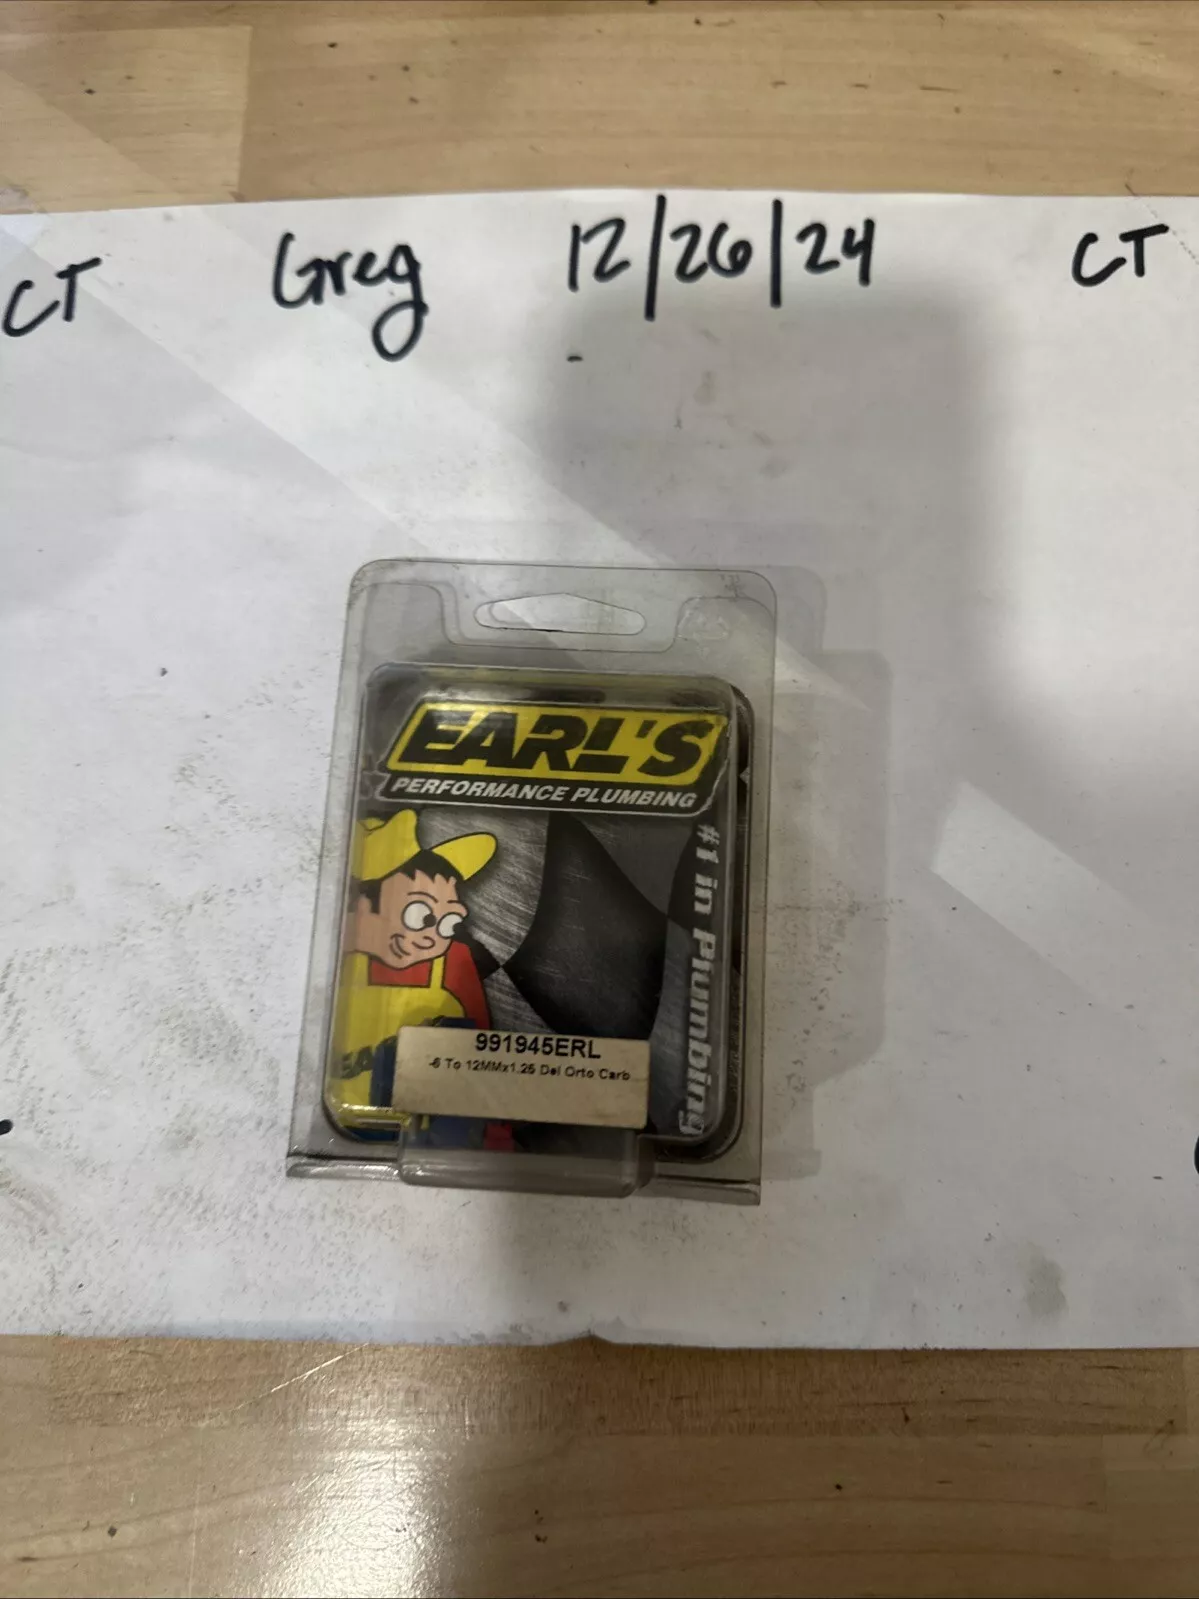 CT Greg 12/26/24 CT
EARL'S
PERFORMANCE PLUMBING
#1 in Plumbing
991945ERL
-6 To 12MMx1.25 Del Orto Carb